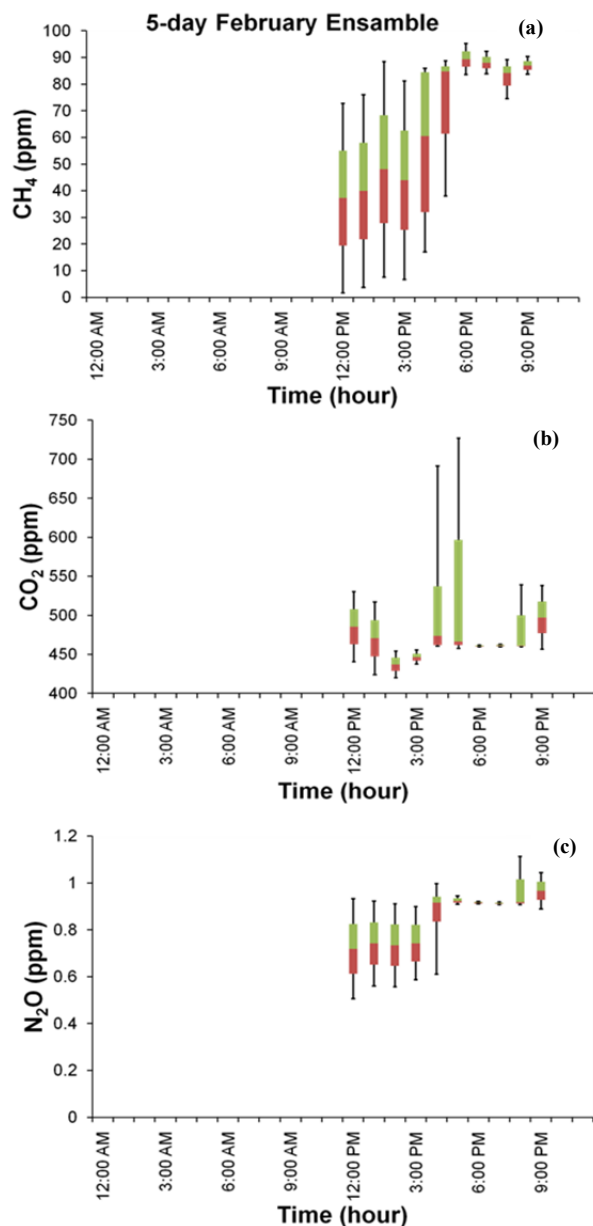 5-day February Ensamble
(a)
CH4 (ppm)
100
90
80
70
60
50
40
30
20
10
0
12:00 AM
3:00 AM
6:00 AM
9:00 AM
12:00 PM
3:00 PM
6:00 PM
9:00 PM
Time (hour)
(b)
CO2 (ppm)
750
700
650
600
550
500
450
400
12:00 AM
3:00 AM
6:00 AM
9:00 AM
12:00 PM
3:00 PM
6:00 PM
9:00 PM
Time (hour)
(c)
N2O (ppm)
1.2
1
0.8
0.6
0.4
0.2
0
12:00 AM
3:00 AM
6:00 AM
9:00 AM
12:00 PM
3:00 PM
6:00 PM
9:00 PM
Time (hour)